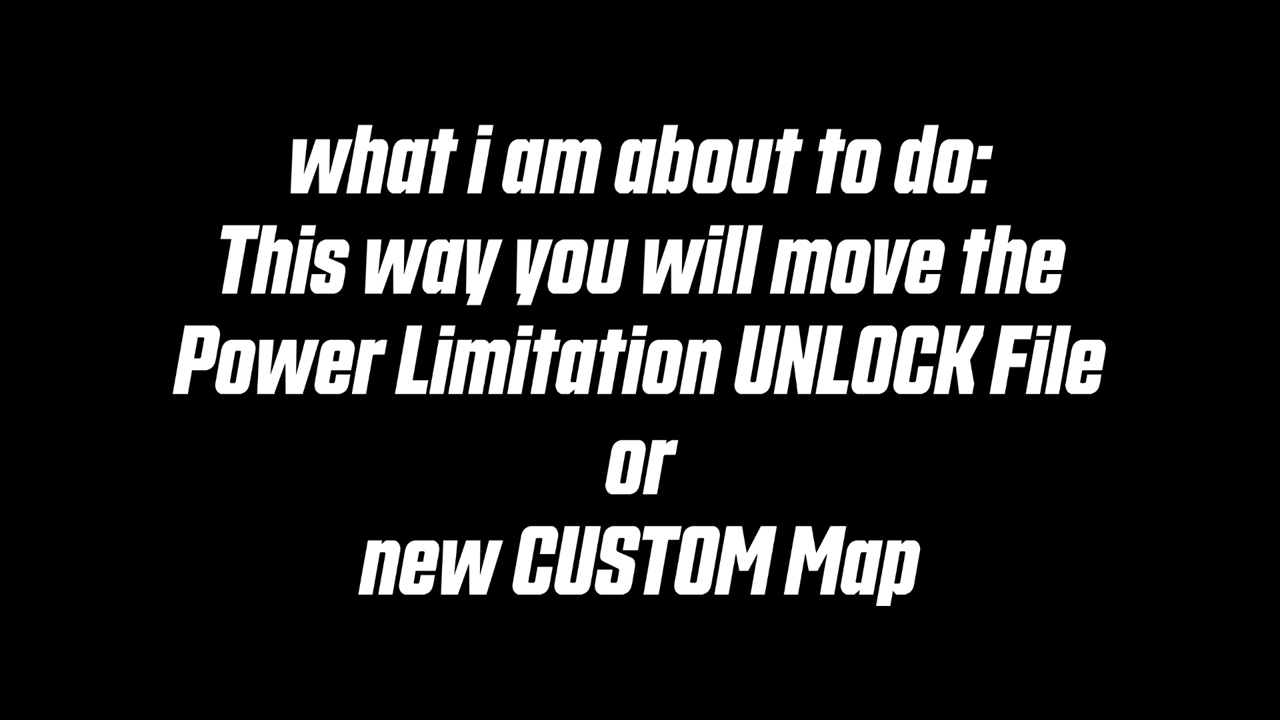 what i am about to do:
This way you will move the
Power Limitation UNLOCK File
or
new CUSTOM Map